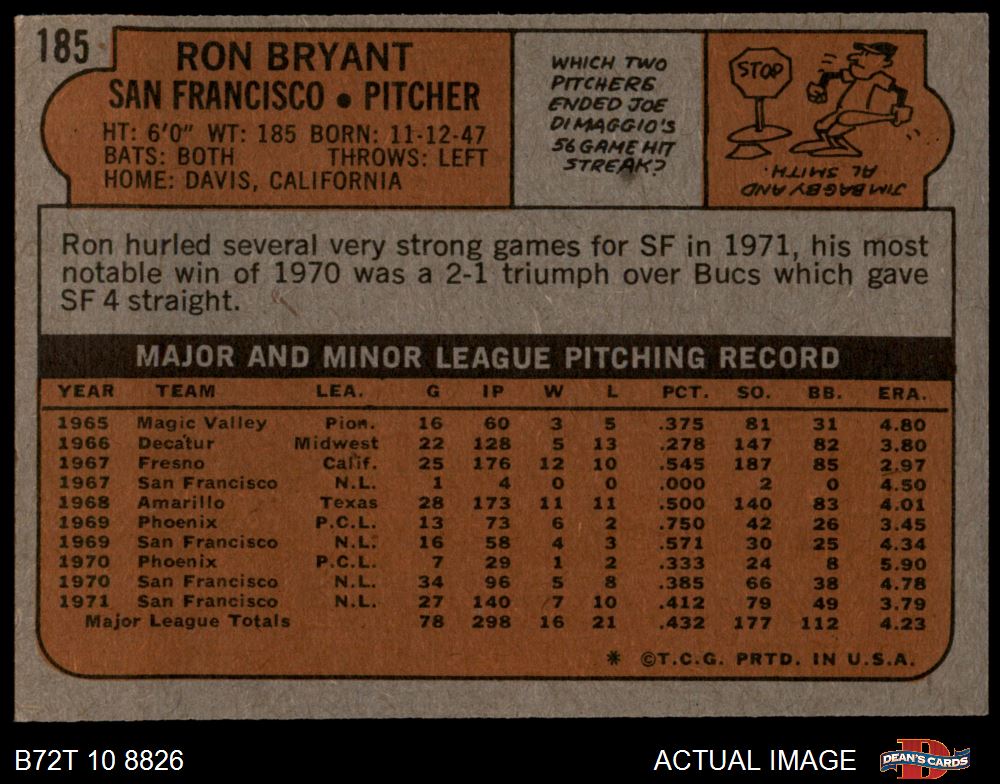 185
RON BRYANT
SAN FRANCISCO • PITCHER
HT: 6'0" WT: 185 BORN: 11-12-47
BATS: BOTH THROWS: LEFT
HOME: DAVIS, CALIFORNIA
WHICH TWO
PITCHERS
ENDED JOE
DI MAGGIO'S
56 GAME HIT
STREAK?
STOP
JIM BAGBY AND
AL SMITH.
Ron hurled several very strong games for SF in 1971, his most
notable win of 1970 was a 2-1 triumph over Bucs which gave
SF 4 straight.
MAJOR AND MINOR LEAGUE PITCHING RECORD
YEAR TEAM LEA. G IP W L PCT. SO. BB. ERA.
1965 Magic Valley Pion. 16 60 3 5 .375 81 31 4.80
1966 Decatur Midwest 22 128 5 13 .278 147 82 3.80
1967 Fresno Calif. 25 176 12 10 .545 187 85 2.97
1967 San Francisco N.L. 1 4 0 0 .000 2 0 4.50
1968 Amarillo Texas 28 173 11 11 .500 140 83 4.01
1969 Phoenix P.C.L. 13 73 6 2 .750 42 26 3.45
1969 San Francisco N.L. 16 58 4 3 .571 30 25 4.34
1970 Phoenix P.C.L. 7 29 1 2 .333 24 8 5.90
1970 San Francisco N.L. 34 96 5 8 .385 66 38 4.78
1971 San Francisco N.L. 27 140 7 10 .412 79 49 3.79
Major League Totals 78 298 16 21 .432 177 112 4.23
* ©T.C.G. PRTD. IN U.S.A.
B72T 10 8826
ACTUAL IMAGE
DEAN'S CARDS